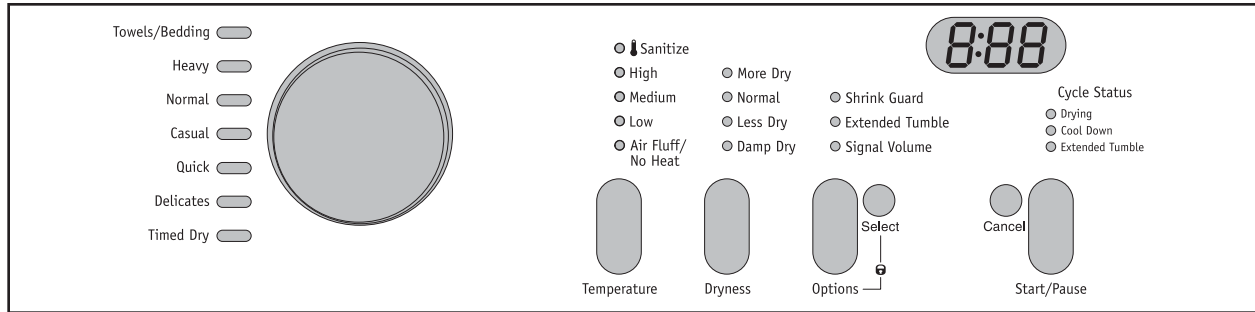 Towels/Bedding
Heavy
Normal
Casual
Quick
Delicates
Timed Dry
Sanitize
High
Medium
Low
Air Fluff/
No Heat
Temperature
More Dry
Normal
Less Dry
Damp Dry
Dryness
Shrink Guard
Extended Tumble
Signal Volume
Select
Options
8:88
Cycle Status
Drying
Cool Down
Extended Tumble
Cancel
Start/Pause